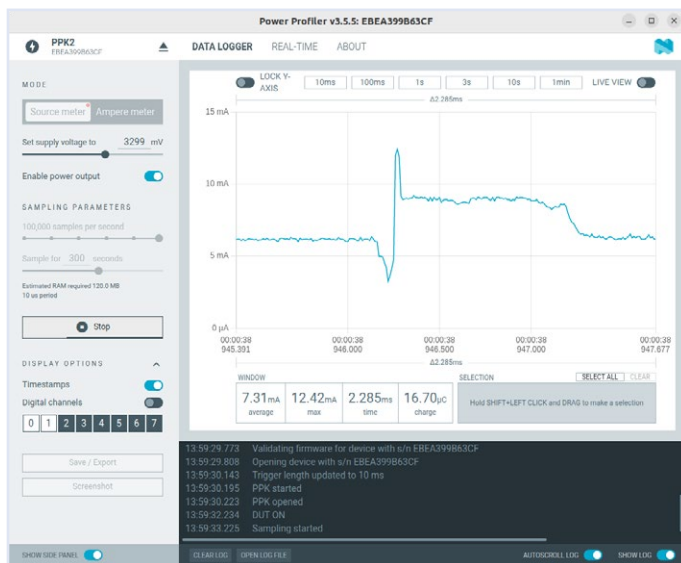 Power Profiler v3.5.5: EBEA399B63CF
PPK2
EBEA399B63CF
DATA LOGGER REAL-TIME ABOUT
MODE
Source meter Ampere meter
Set supply voltage to 3299 mV
Enable power output
SAMPLING PARAMETERS
100,000 samples per second
Sample for 300 seconds
Estimated RAM required 120.0 MB
10 us period
Stop
DISPLAY OPTIONS
Timestamps
Digital channels
0 1 2 3 4 5 6 7
Save / Export
Screenshot
SHOW SIDE PANEL
LOCK Y-AXIS
10ms 100ms 1s 3s 10s 1min LIVE VIEW
Δ2.285ms
15 mA
10 mA
5 mA
0 µA
00:00:38 00:00:38 00:00:38 00:00:38 00:00:38
945.391 946.000 946.500 947.000 947.677
Δ2.285ms
WINDOW
7.31mA 12.42mA 2.285ms 16.70µC
average max time charge
SELECTION SELECT ALL CLEAR
Hold SHIFT+LEFT CLICK and DRAG to make a selection
13:59:29.773 Validating firmware for device with s/n EBEA399B63CF
13:59:29.808 Opening device with s/n EBEA399B63CF
13:59:30.143 Trigger length updated to 10 ms
13:59:30.195 PPK started
13:59:30.223 PPK opened
13:59:32.234 DUT ON
13:59:33.225 Sampling started
CLEAR LOG OPEN LOG FILE AUTOSCROLL LOG SHOW LOG